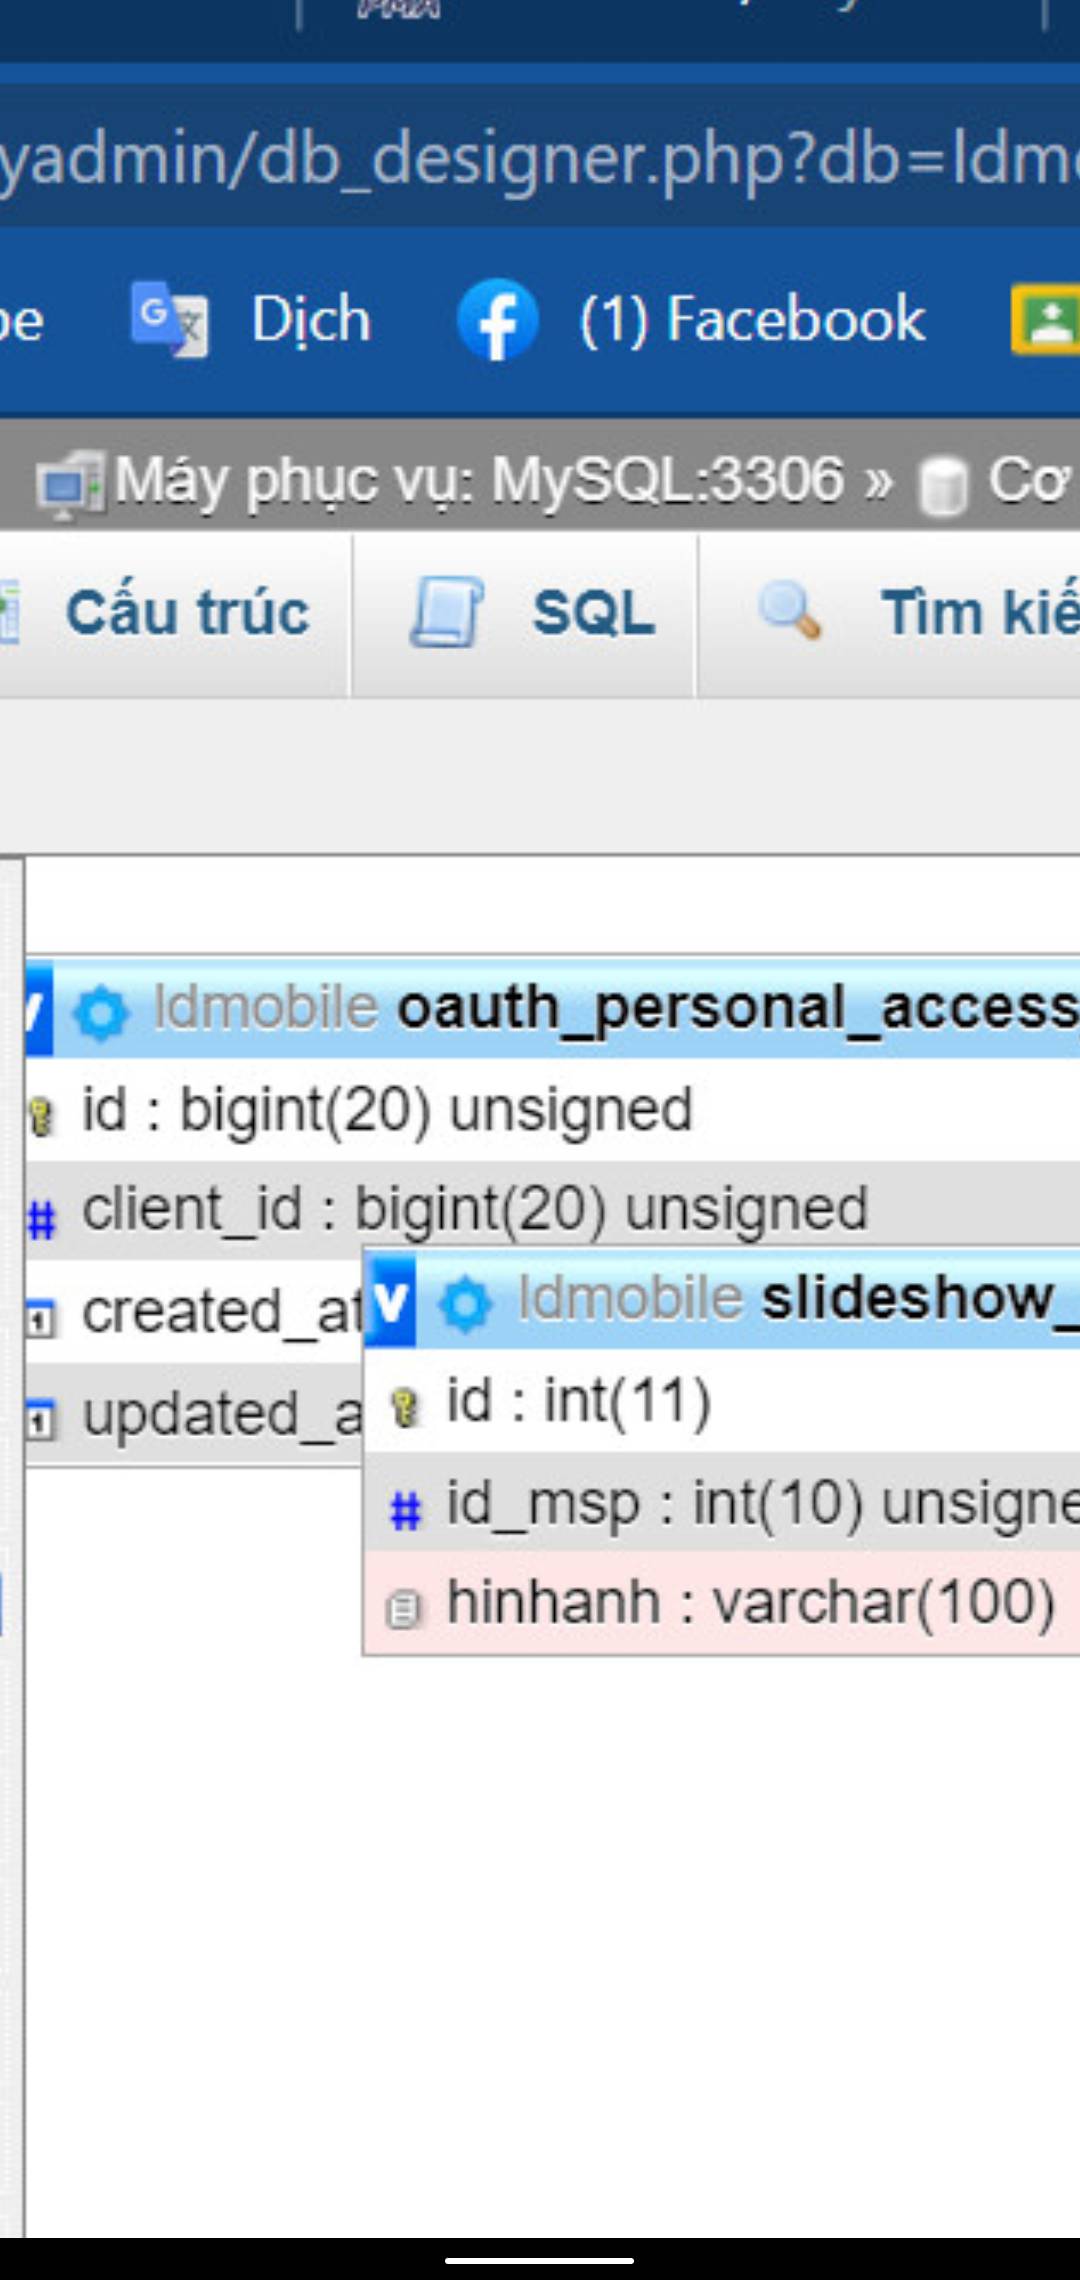 yadmin/db_designer.php?db=ldm
Dịch (1) Facebook
Máy phục vụ: MySQL:3306 » Cơ
Cấu trúc SQL Tìm kiế
ldmobile oauth_personal_access
id : bigint(20) unsigned
client_id : bigint(20) unsigned
created_at
updated_a
v ldmobile slideshow_
id : int(11)
id_msp : int(10) unsigne
hinhanh : varchar(100)